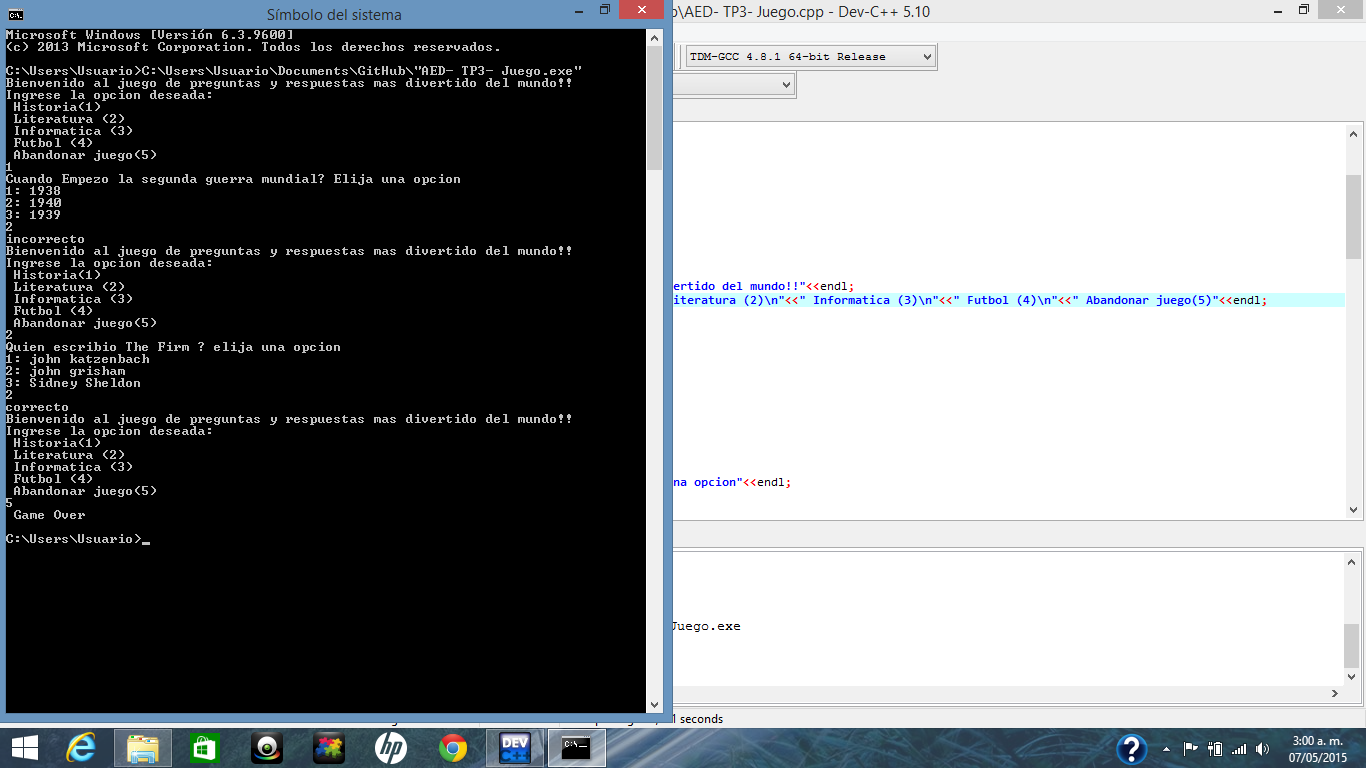 Símbolo del sistema
Microsoft Windows [Versión 6.3.9600]
(c) 2013 Microsoft Corporation. Todos los derechos reservados.
C:\Users\Usuario>C:\Users\Usuario\Documents\GitHub\"AED- TP3- Juego.exe"
Bienvenido al juego de preguntas y respuestas mas divertido del mundo!!
Ingrese la opcion deseada:
Historia(1)
Literatura (2)
Informatica (3)
Futbol (4)
Abandonar juego(5)
1
Cuando Empezo la segunda guerra mundial? Elija una opcion
1: 1938
2: 1940
3: 1939
2
incorrecto
Bienvenido al juego de preguntas y respuestas mas divertido del mundo!!
Ingrese la opcion deseada:
Historia(1)
Literatura (2)
Informatica (3)
Futbol (4)
Abandonar juego(5)
2
Quien escribio The Firm ? elija una opcion
1: john katzenbach
2: john grisham
3: Sidney Sheldon
2
correcto
Bienvenido al juego de preguntas y respuestas mas divertido del mundo!!
Ingrese la opcion deseada:
Historia(1)
Literatura (2)
Informatica (3)
Futbol (4)
Abandonar juego(5)
5
Game Over
C:\Users\Usuario>_
\AED- TP3- Juego.cpp - Dev-C++ 5.10
TDM-GCC 4.8.1 64-bit Release
ertido del mundo!!"<<endl;
iteratura (2)\n"<<" Informatica (3)\n"<<" Futbol (4)\n"<<" Abandonar juego(5)"<<endl;
na opcion"<<endl;
Juego.exe
seconds
hp
DEV C++
C:\_
?
3:00 a. m.
07/05/2015